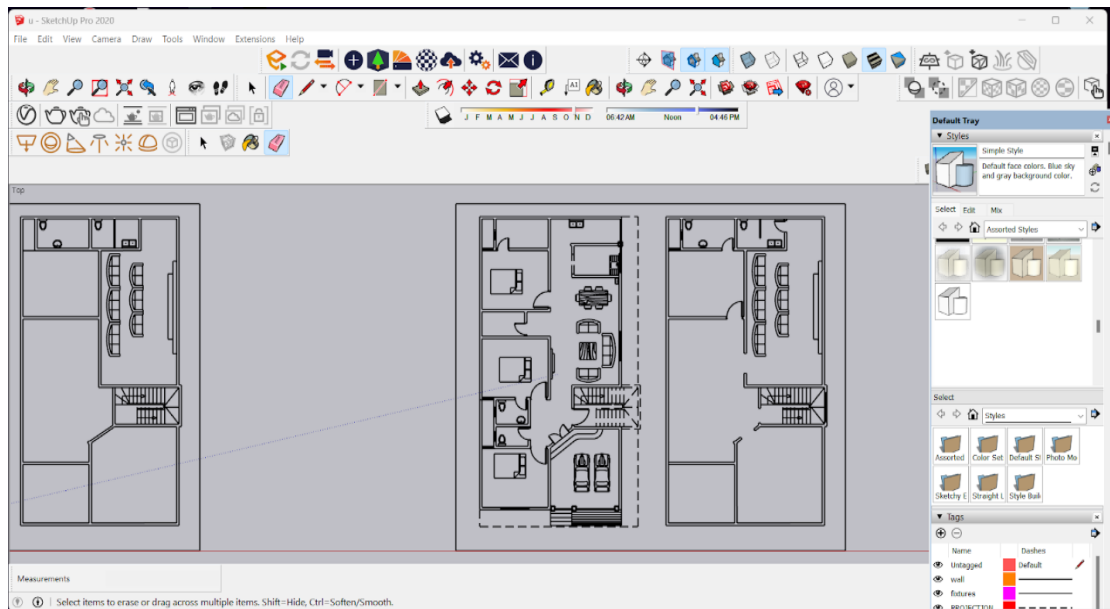 u - SketchUp Pro 2020
File Edit View Camera Draw Tools Window Extensions Help
J F M A M J J A S O N D 06:42 AM Noon 04:46 PM
Default Tray
Styles
Simple Style
Default face colors. Blue sky
and gray background color.
Top
Select Edit Mix
Assorted Styles
Select
Styles
Assorted Color Set Default St Photo Mo
Sketchy E Straight L Style Buil
Tags
Name Dashes
Untagged Default
wall
fixtures
PROJECTION
Measurements
Select items to erase or drag across multiple items. Shift=Hide, Ctrl=Soften/Smooth.